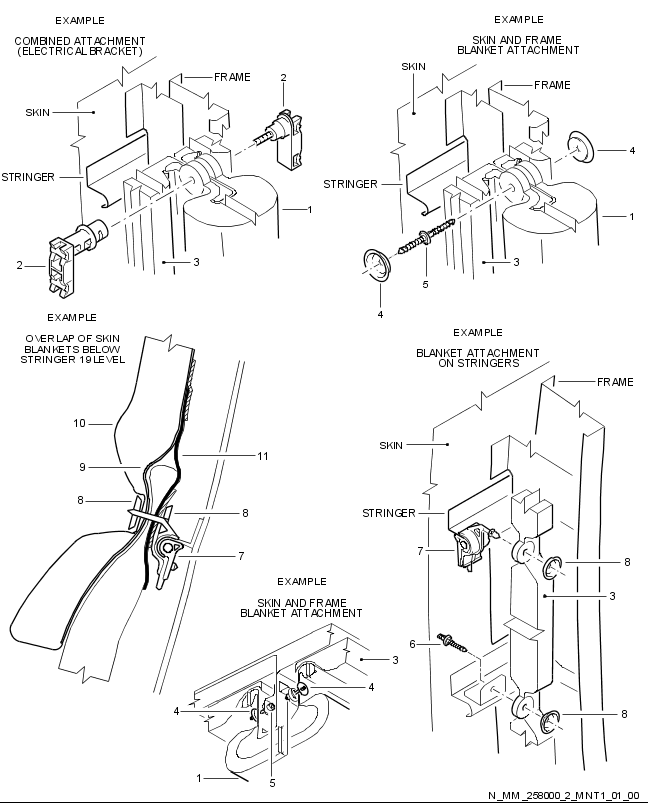 EXAMPLE
COMBINED ATTACHMENT
(ELECTRICAL BRACKET)
FRAME
2
SKIN
STRINGER
1
2
3
EXAMPLE
SKIN AND FRAME
BLANKET ATTACHMENT
SKIN
FRAME
4
STRINGER
1
3
5
4
EXAMPLE
OVERLAP OF SKIN
BLANKETS BELOW
STRINGER 19 LEVEL
10
9
11
8
8
7
EXAMPLE
BLANKET ATTACHMENT
ON STRINGERS
FRAME
SKIN
STRINGER
7
8
3
6
8
EXAMPLE
SKIN AND FRAME
BLANKET ATTACHMENT
3
4
4
1
5
N_MM_258000_2_MNT1_01_00